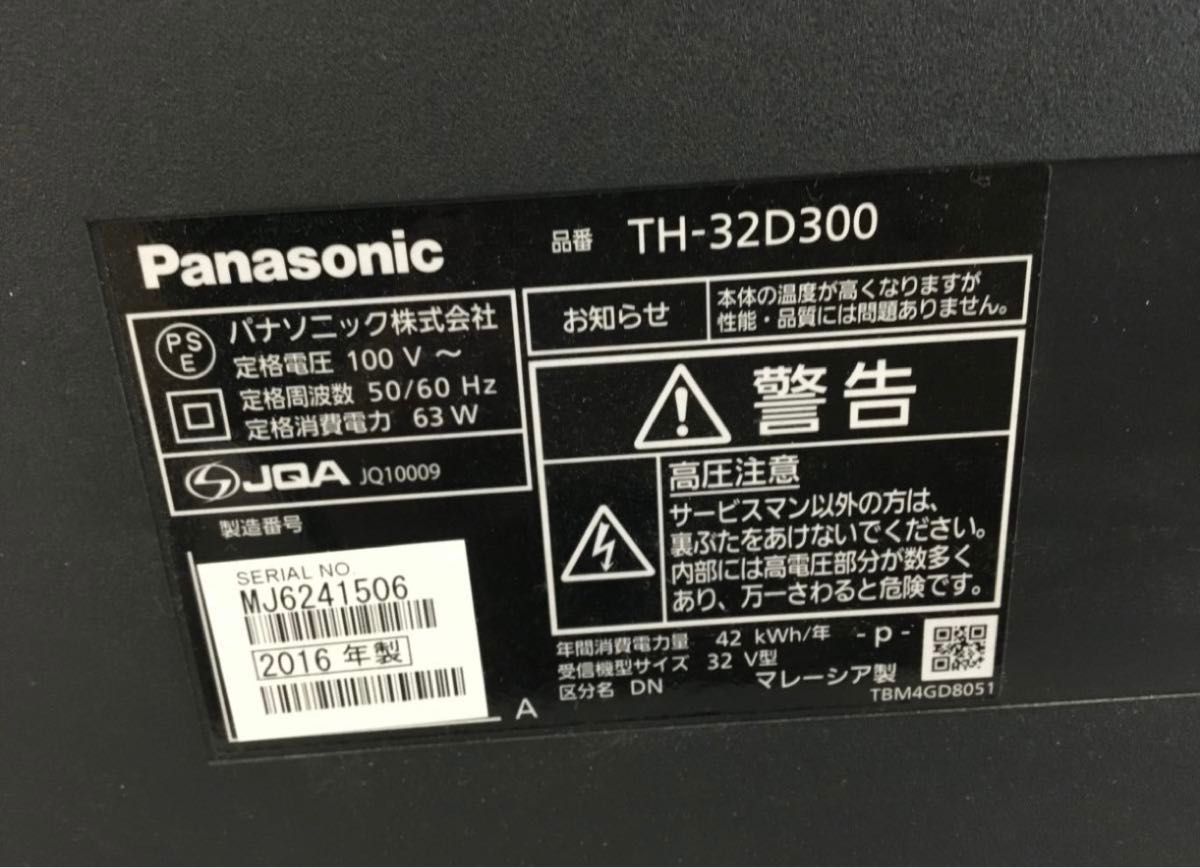 Panasonic
品番 TH-32D300
PS
E
パナソニック株式会社
定格電圧 100 V ～
定格周波数 50/60 Hz
定格消費電力 63 W
JQA JQ10009
製造番号
SERIAL NO.
MJ6241506
2016 年製
A
お知らせ
本体の温度が高くなりますが
性能・品質には問題ありません。
警告
高圧注意
サービスマン以外の方は、
裏ぶたをあけないでください。
内部には高電圧部分が数多く
あり、万一さわると危険です。
年間消費電力量 42 kWh/年 -p-
受信機型サイズ 32 V型
区分名 DN マレーシア製
TBM4GD8051